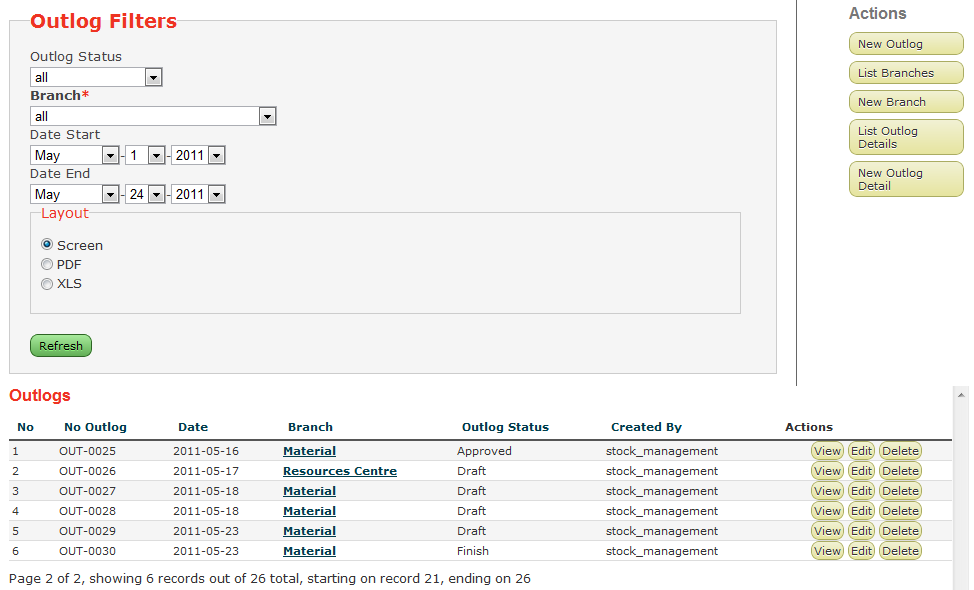 Outlog Filters
Outlog Status
all
Branch*
all
Date Start
May - 1 - 2011
Date End
May - 24 - 2011
Layout
Screen
PDF
XLS
Refresh
Actions
New Outlog
List Branches
New Branch
List Outlog
Details
New Outlog
Detail
Outlogs
No No Outlog Date Branch Outlog Status Created By Actions
1 OUT-0025 2011-05-16 Material Approved stock_management View Edit Delete
2 OUT-0026 2011-05-17 Resources Centre Draft stock_management View Edit Delete
3 OUT-0027 2011-05-18 Material Draft stock_management View Edit Delete
4 OUT-0028 2011-05-18 Material Draft stock_management View Edit Delete
5 OUT-0029 2011-05-23 Material Draft stock_management View Edit Delete
6 OUT-0030 2011-05-23 Material Finish stock_management View Edit Delete
Page 2 of 2, showing 6 records out of 26 total, starting on record 21, ending on 26